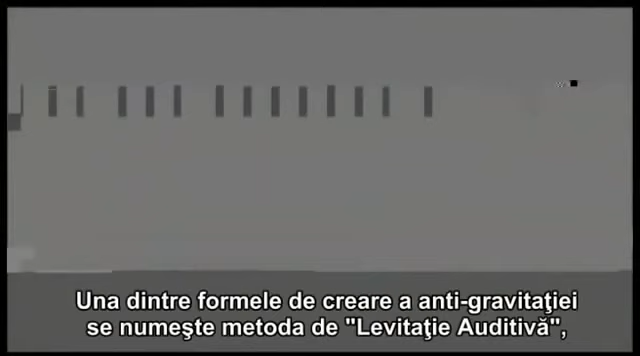 Una dintre formele de creare a anti-gravitaţiei
se numeşte metoda de "Levitaţie Auditivă",